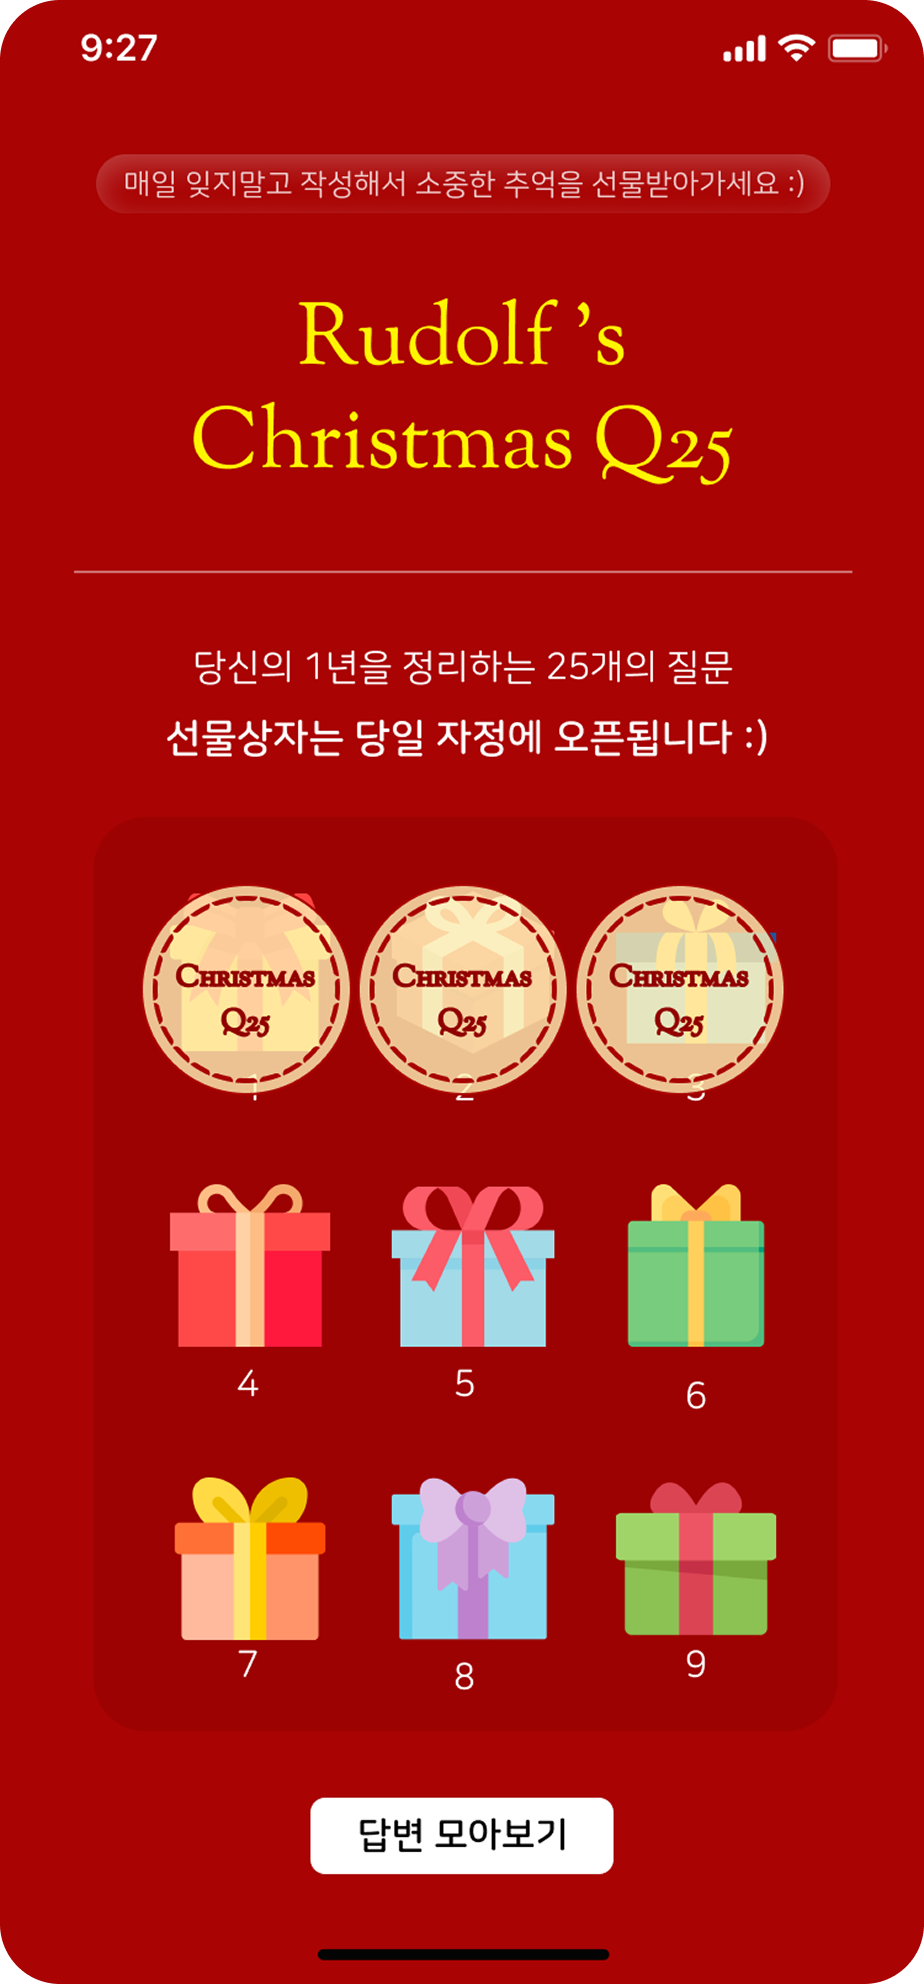 9:27
매일 잊지말고 작성해서 소중한 추억을 선물받아가세요 :)
Rudolf ’s
Christmas Q25
당신의 1년을 정리하는 25개의 질문
선물상자는 당일 자정에 오픈됩니다 :)
Christmas Christmas Christmas
Q25 Q25 Q25
1 2 3
4 5 6
7 8 9
답변 모아보기